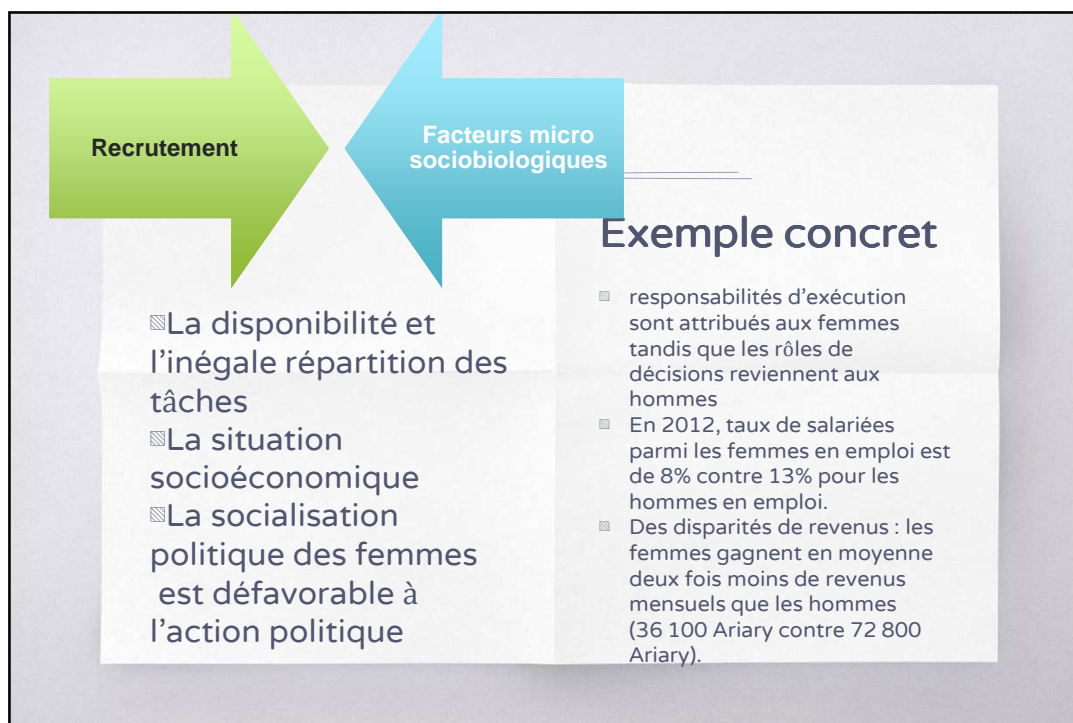 Recrutement
Facteurs micro
sociobiologiques
La disponibilité et
l'inégale répartition des
tâches
La situation
socioéconomique
La socialisation
politique des femmes
est défavorable à
l'action politique
Exemple concret
responsabilités d'exécution
sont attribués aux femmes
tandis que les rôles de
décisions reviennent aux
hommes
En 2012, taux de salariées
parmi les femmes en emploi est
de 8% contre 13% pour les
hommes en emploi.
Des disparités de revenus : les
femmes gagnent en moyenne
deux fois moins de revenus
mensuels que les hommes
(36 100 Ariary contre 72 800
Ariary).